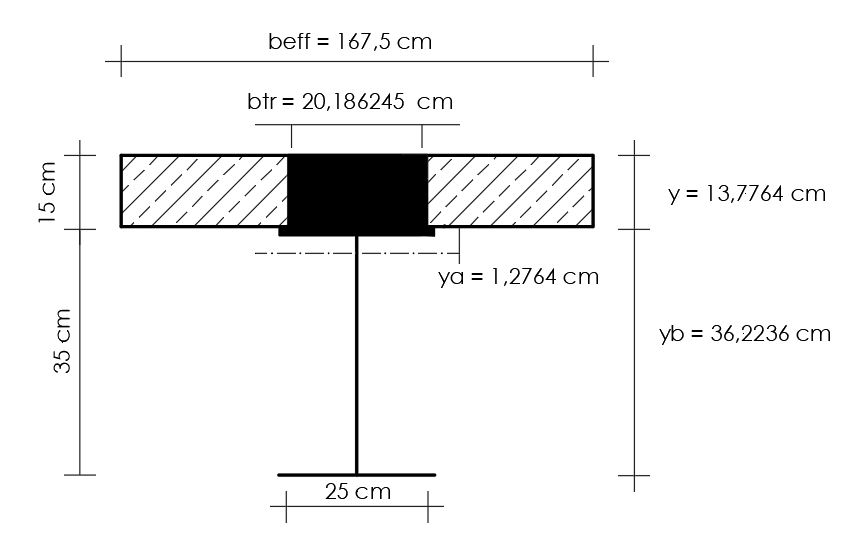 beff = 167,5 cm
btr = 20,186245 cm
15 cm
y = 13,7764 cm
ya = 1,2764 cm
35 cm
yb = 36,2236 cm
25 cm